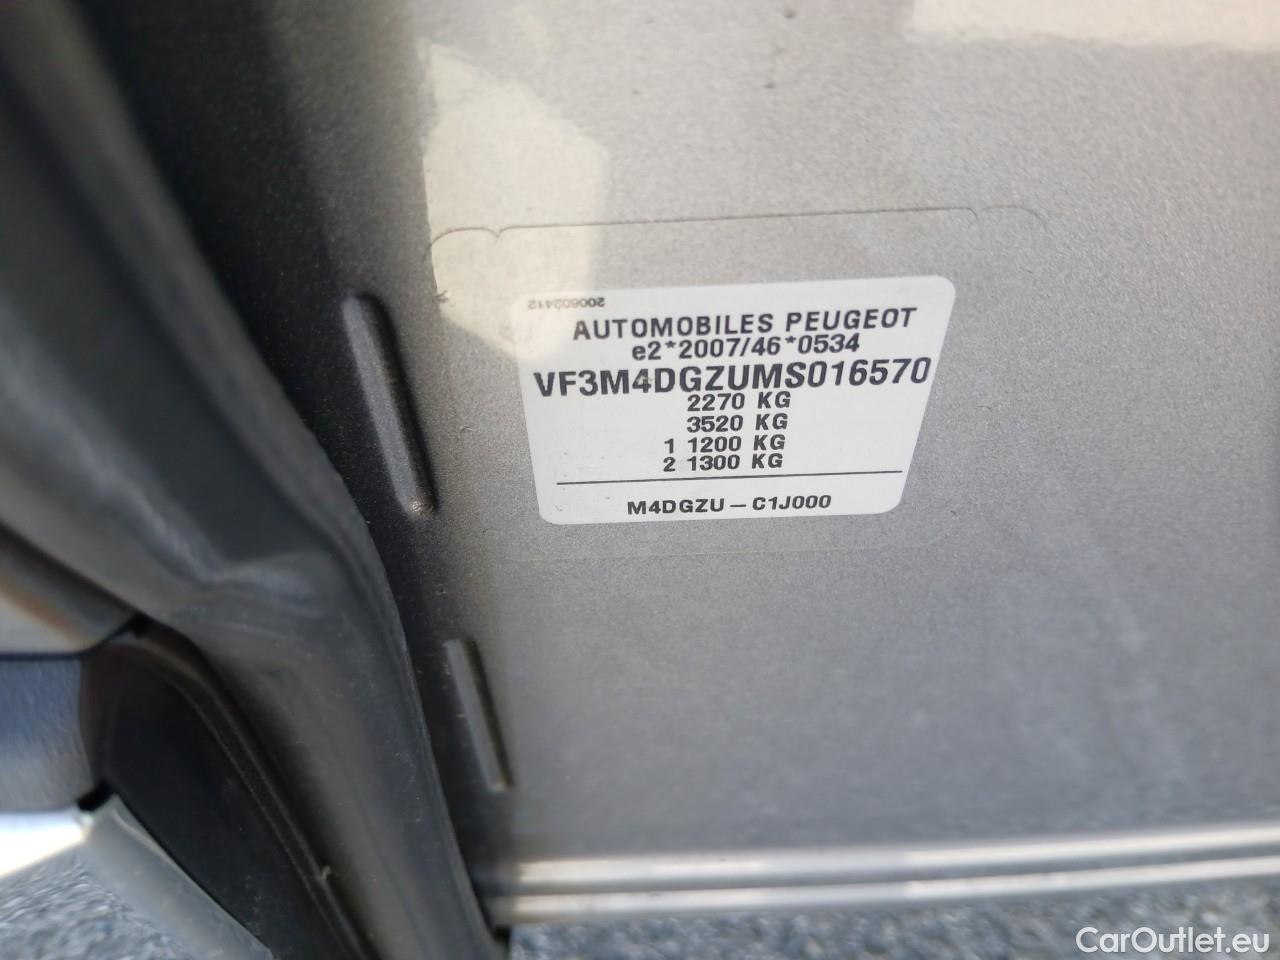 200602412
AUTOMOBILES PEUGEOT
e2*2007/46*0534
VF3M4DGZUMS016570
2270 KG
3520 KG
1 1200 KG
2 1300 KG
M4DGZU – C1J000
CarOutlet.eu